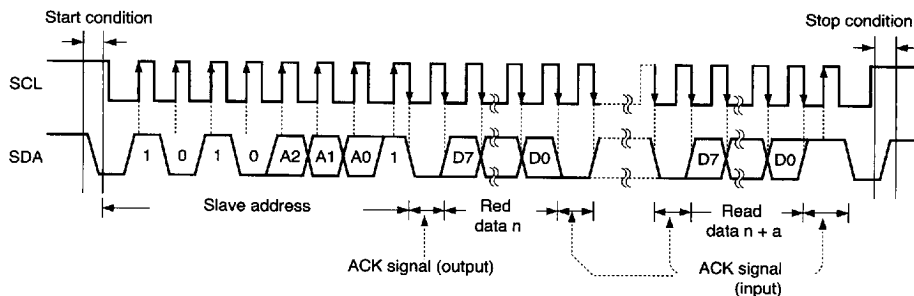 Start condition
Stop condition
SCL
SDA
1 0 1 0 A2 A1 A0 1 D7 D0 D7 D0
Slave address
Red
data n
Read
data n + a
ACK signal (output)
ACK signal
(input)